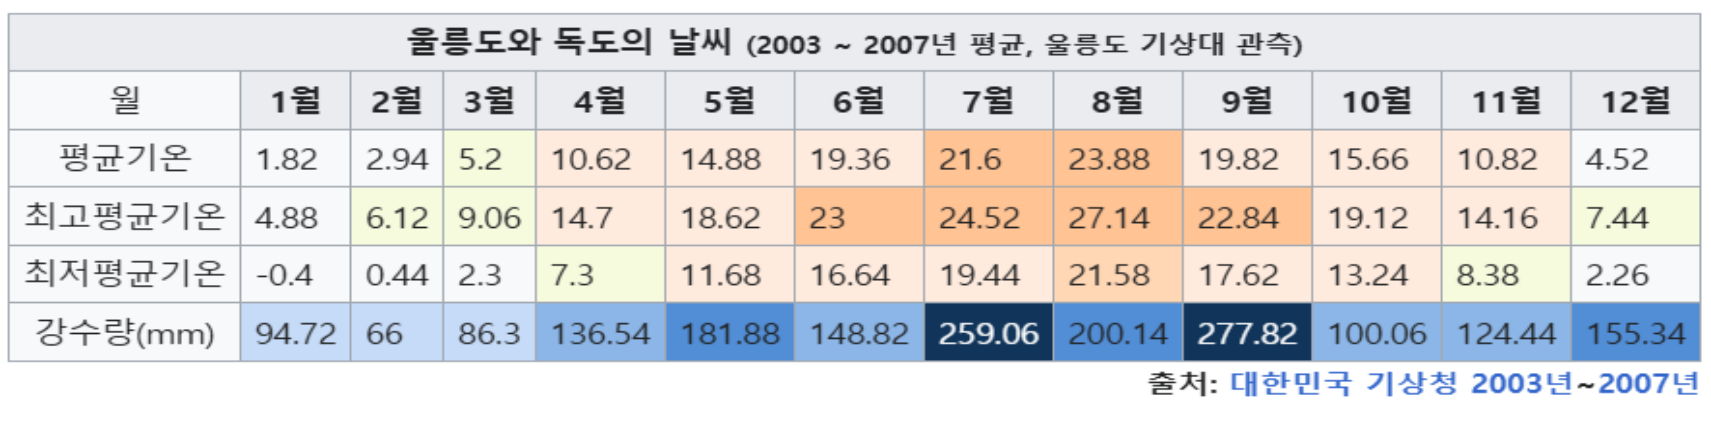 울릉도와 독도의 날씨 (2003 ~ 2007년 평균, 울릉도 기상대 관측)
월 1월 2월 3월 4월 5월 6월 7월 8월 9월 10월 11월 12월
평균기온 1.82 2.94 5.2 10.62 14.88 19.36 21.6 23.88 19.82 15.66 10.82 4.52
최고평균기온 4.88 6.12 9.06 14.7 18.62 23 24.52 27.14 22.84 19.12 14.16 7.44
최저평균기온 -0.4 0.44 2.3 7.3 11.68 16.64 19.44 21.58 17.62 13.24 8.38 2.26
강수량(mm) 94.72 66 86.3 136.54 181.88 148.82 259.06 200.14 277.82 100.06 124.44 155.34
출처: 대한민국 기상청 2003년~2007년